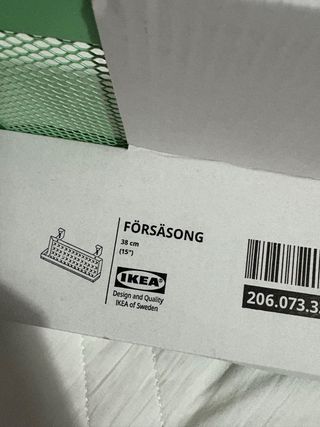 FÖRSÄSONG
38 cm
(15")
IKEA
Design and Quality
IKEA of Sweden
206.073.3